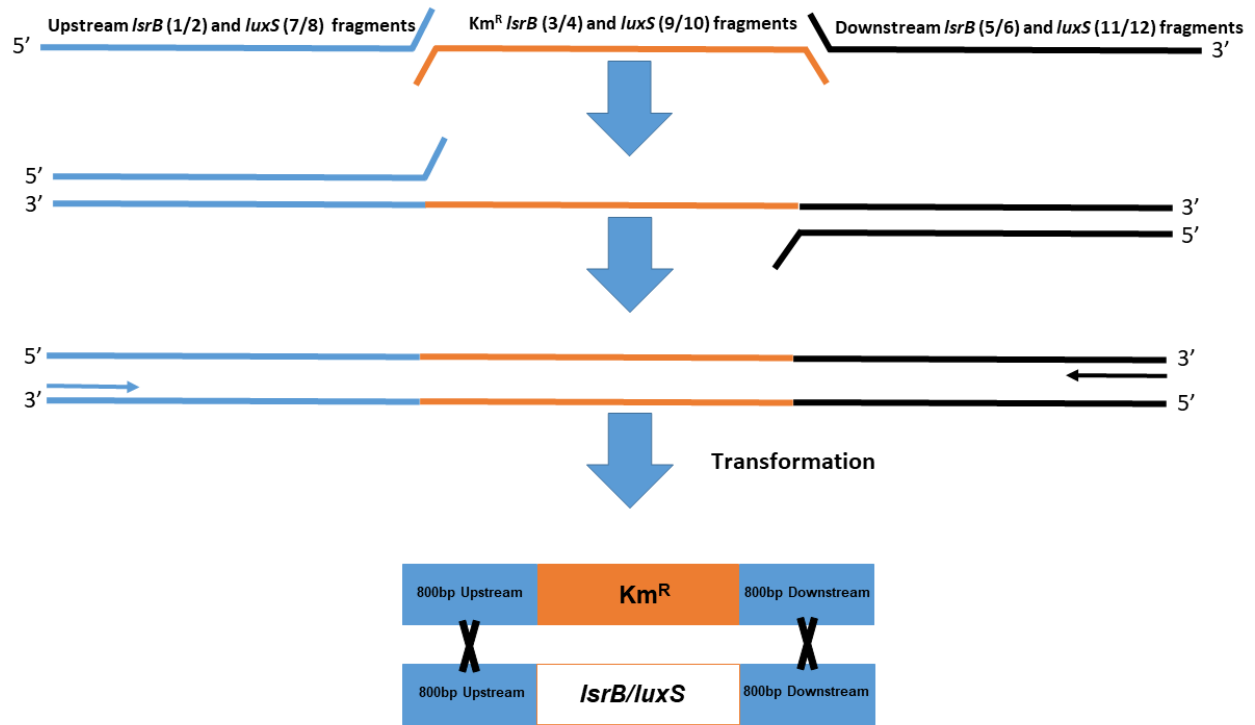 Upstream lsrB (1/2) and luxS (7/8) fragments
Km^R lsrB (3/4) and luxS (9/10) fragments
Downstream lsrB (5/6) and luxS (11/12) fragments
5’
3’
5’
3’
3’
5’
5’
3’
3’
5’
Transformation
800bp Upstream
Km^R
800bp Downstream
800bp Upstream
lsrB/luxS
800bp Downstream